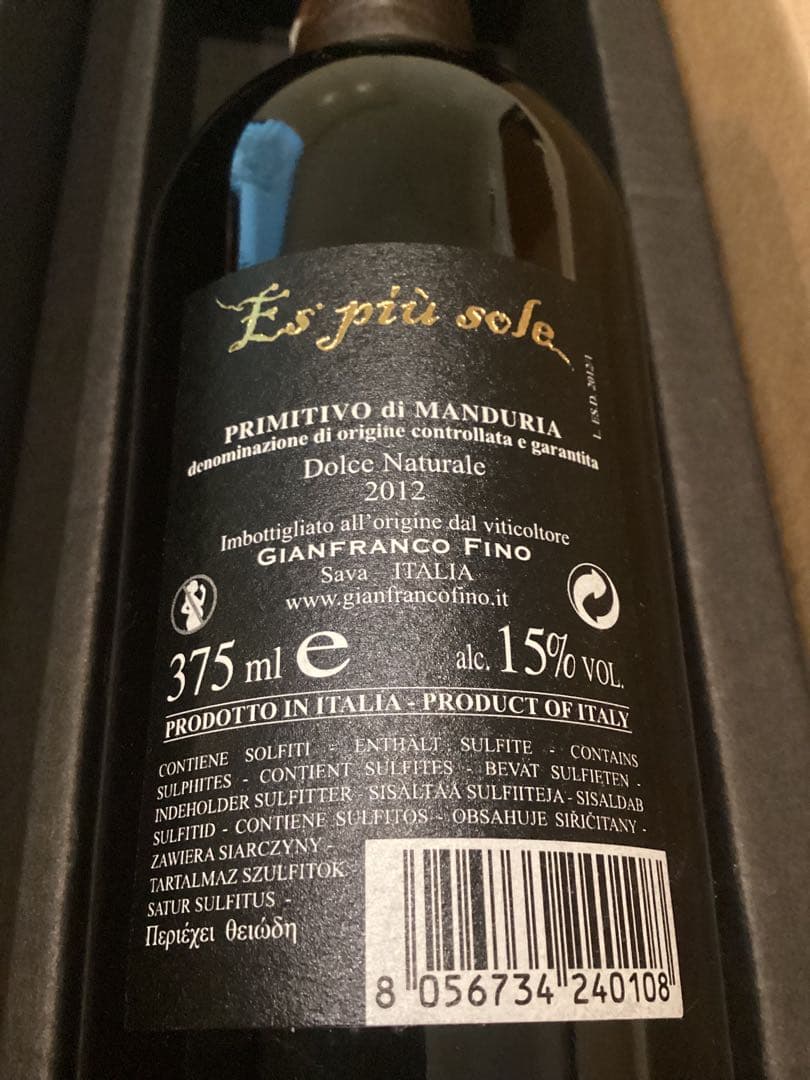 Es più sole
L. ES.D. 2012/1
PRIMITIVO di MANDURIA
denominazione di origine controllata e garantita
Dolce Naturale
2012
Imbottigliato all'origine dal viticoltore
GIANFRANCO FINO
Sava ITALIA
www.gianfrancofino.it
375 ml e alc. 15% VOL.
PRODOTTO IN ITALIA - PRODUCT OF ITALY
CONTIENE SOLFITI - ENTHÄLT SULFITE - CONTAINS
SULPHITES - CONTIENT SULFITES - BEVAT SULFIETEN -
INDEHOLDER SULFITTER - SISALTAA SULFIITEJA - SISALDAB
SULFITID - CONTIENE SULFITOS - OBSAHUJE SIŘIČITANY -
ZAWIERA SIARCZYNY -
TARTALMAZ SZULFITOK
SATUR SULFITUS -
Περιέχει θειώδη
8 056734 240108